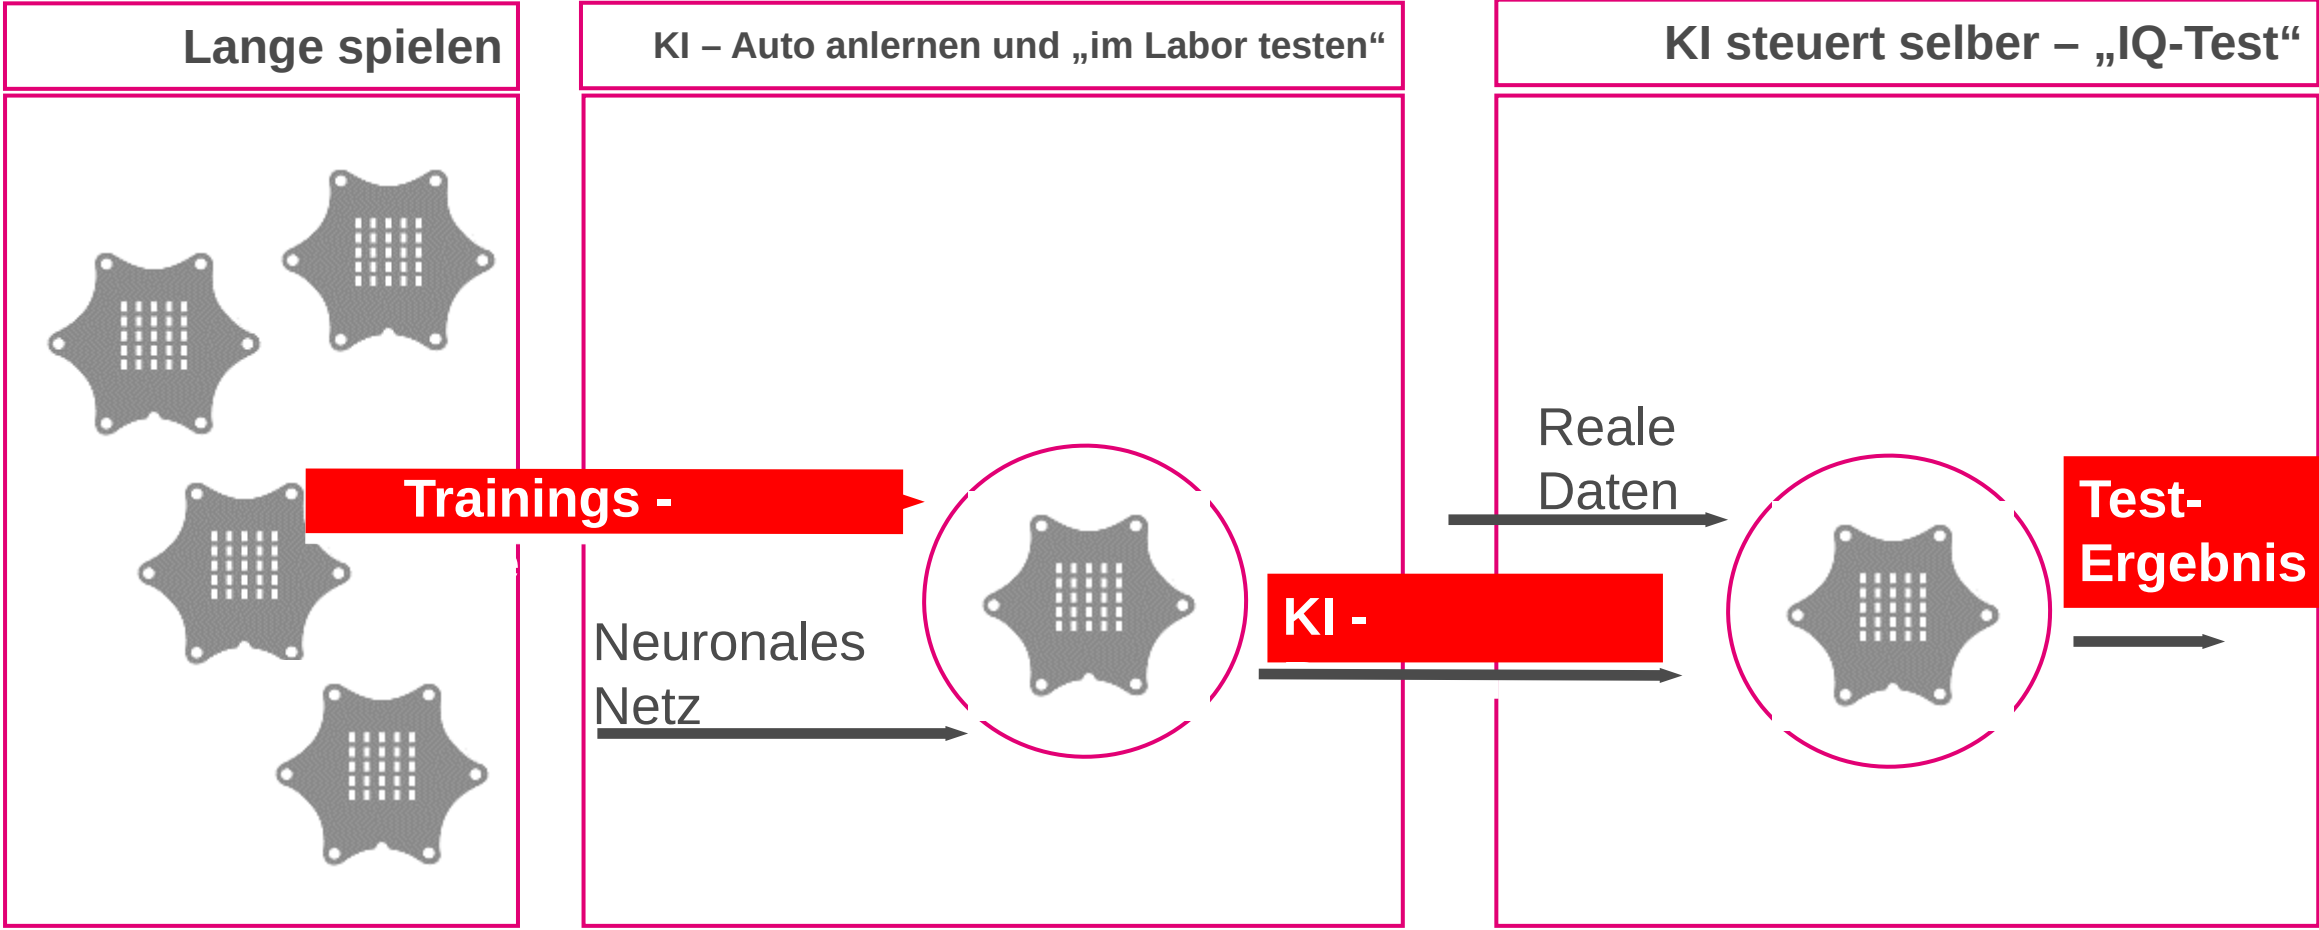 Lange spielen
KI – Auto anlernen und „im Labor testen“
KI steuert selber – „IQ-Test“
Trainings -
Neuronales
Netz
KI -
Reale
Daten
Test-
Ergebnis